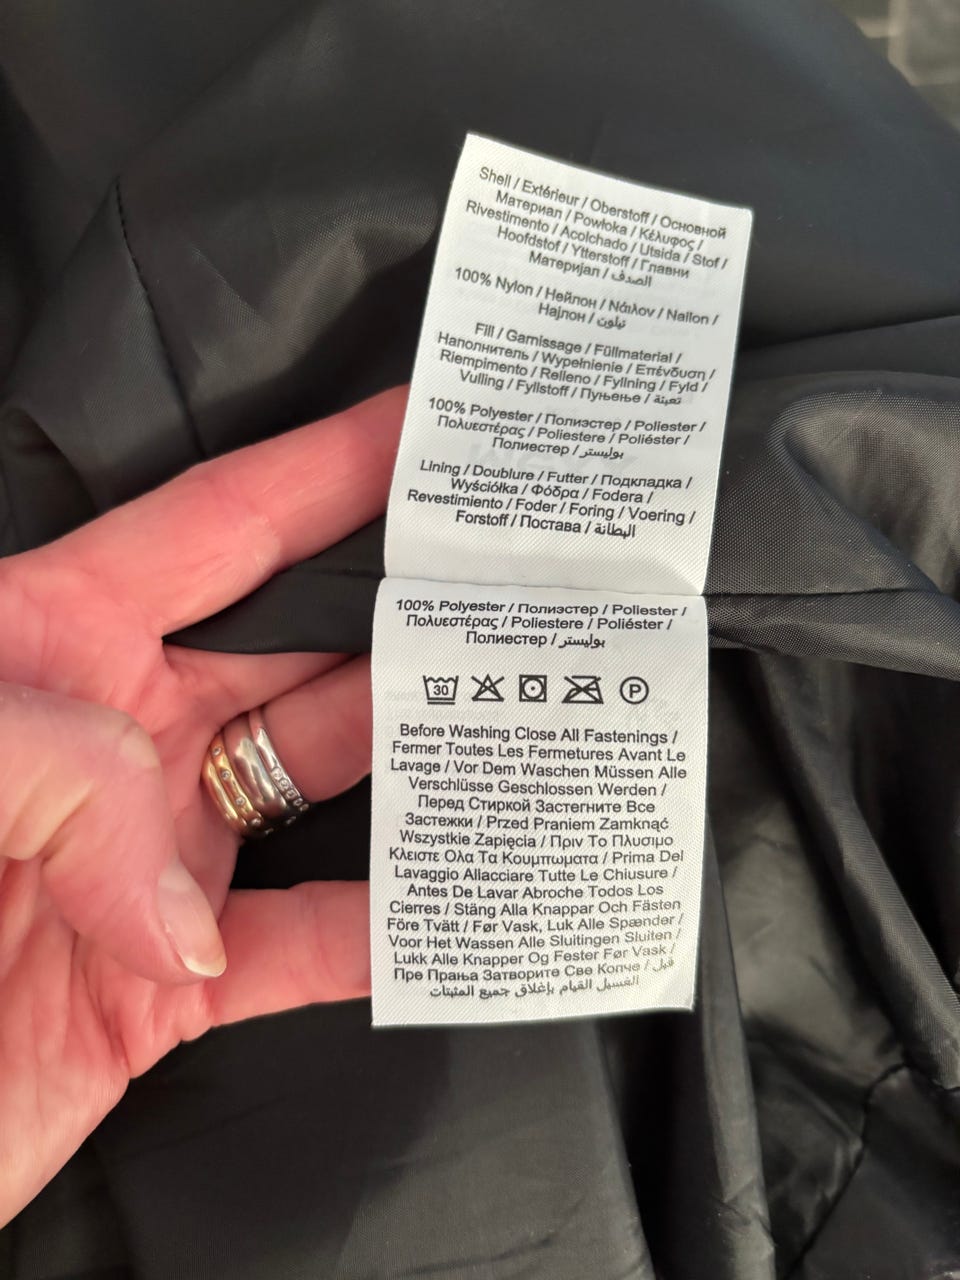 Shell / Extérieur / Oberstoff / Основной
Материал / Powłoka / Κέλυφος /
Rivestimento / Acolchado / Utsida / Stof /
Hoofdstof / Ytterstoff / Главни
Материјал / الصدف
100% Nylon / Нейлон / Νάιλον / Nailon /
Најлон / نيلون
Fill / Garnissage / Füllmaterial /
Наполнитель / Wypełnienie / Επένδυση /
Riempimento / Relleno / Fyllning / Fyld /
Vulling / Fyllstoff / Пуњење / تعبئة
100% Polyester / Полиэстер / Poliester /
Πολυεστέρας / Poliestere / Poliéster /
Полиестер / بوليستر
Lining / Doublure / Futter / Подкладка /
Wyściółka / Φόδρα / Fodera /
Revestimiento / Foder / Foring / Voering /
Forstoff / Постава / البطانة
100% Polyester / Полиэстер / Poliester /
Πολυεστέρας / Poliestere / Poliéster /
Полиестер / بوليستر
30 P
Before Washing Close All Fastenings /
Fermer Toutes Les Fermetures Avant Le
Lavage / Vor Dem Waschen Müssen Alle
Verschlüsse Geschlossen Werden /
Перед Стиркой Застегните Все
Застежки / Przed Praniem Zamknąć
Wszystkie Zapięcia / Πριν Το Πλυσιμο
Κλειστε Ολα Τα Κουμπωματα / Prima Del
Lavaggio Allacciare Tutte Le Chiusure /
Antes De Lavar Abroche Todos Los
Cierres / Stäng Alla Knappar Och Fästen
Före Tvätt / Før Vask, Luk Alle Spænder /
Voor Het Wassen Alle Sluitingen Sluiten /
Lukk Alle Knapper Og Fester Før Vask /
Пре Прања Затворите Све Копче / قبل
الغسيل القيام بإغلاق جميع المثبتات